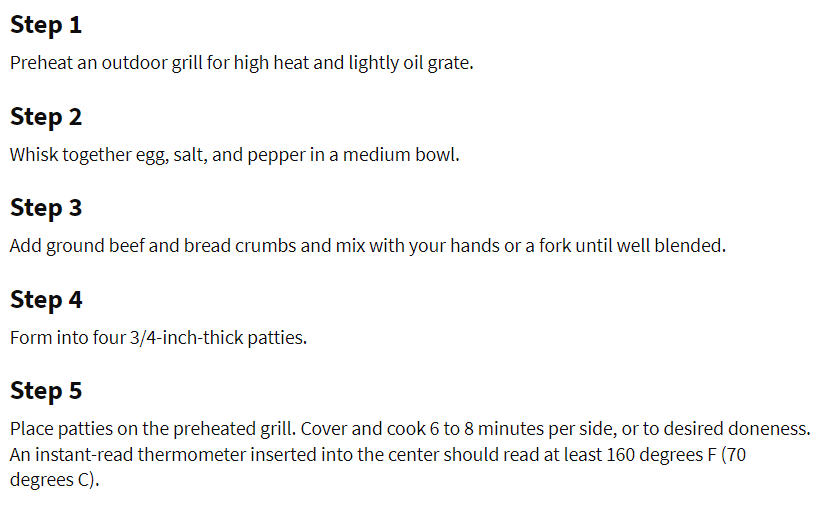 Step 1
Preheat an outdoor grill for high heat and lightly oil grate.
Step 2
Whisk together egg, salt, and pepper in a medium bowl.
Step 3
Add ground beef and bread crumbs and mix with your hands or a fork until well blended.
Step 4
Form into four 3/4-inch-thick patties.
Step 5
Place patties on the preheated grill. Cover and cook 6 to 8 minutes per side, or to desired doneness.
An instant-read thermometer inserted into the center should read at least 160 degrees F (70
degrees C).